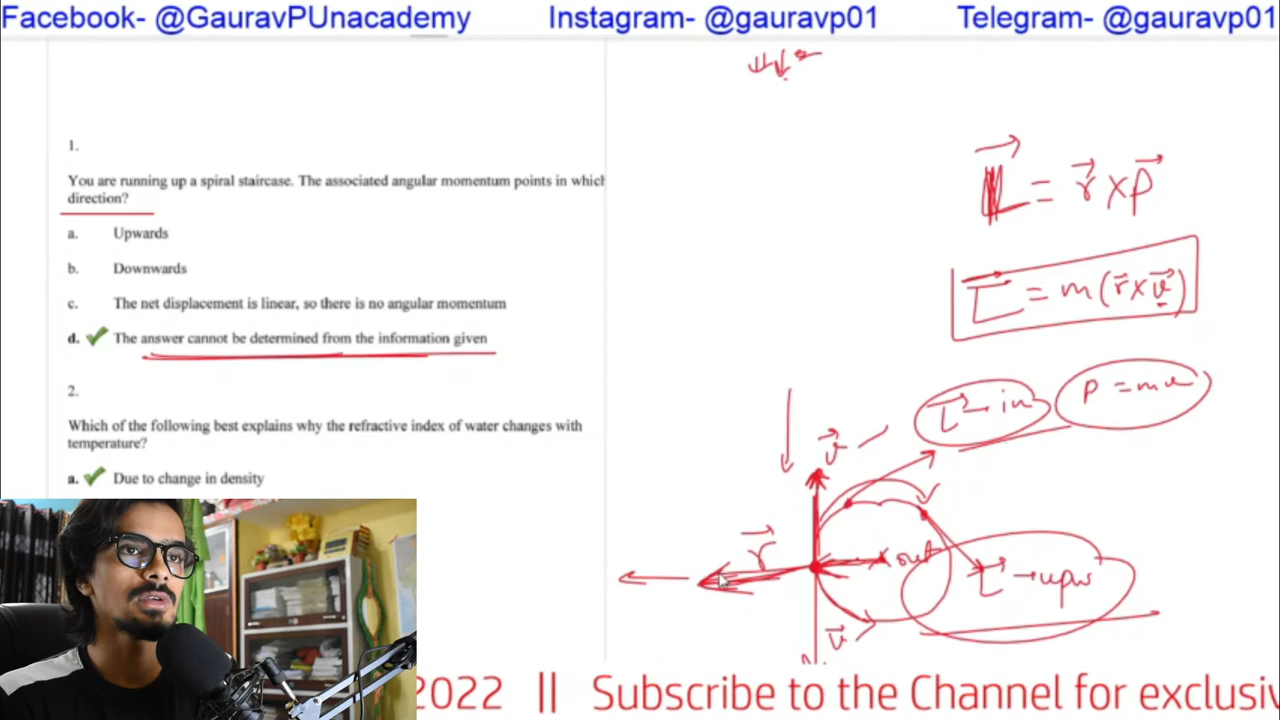 Facebook- @GauravPUnacademy Instagram- @gauravp01 Telegram- @gauravp01
1.
You are running up a spiral staircase. The associated angular momentum points in which
direction?
a. Upwards
b. Downwards
c. The net displacement is linear, so there is no angular momentum
d. The answer cannot be determined from the information given
2.
Which of the following best explains why the refractive index of water changes with
temperature?
a. Due to change in density
L = r × p
L = m(r × v)
L → in
p = mv
v
r
x out
L → upw
v
2022 || Subscribe to the Channel for exclusiv